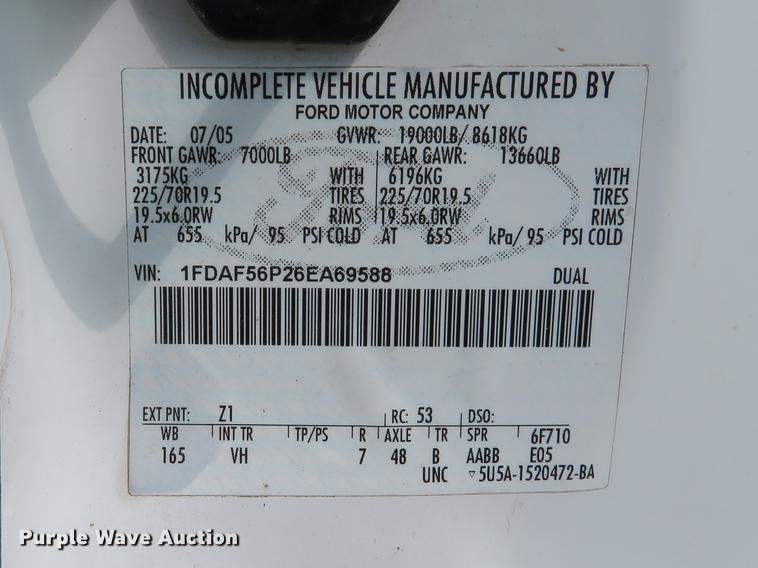 INCOMPLETE VEHICLE MANUFACTURED BY
FORD MOTOR COMPANY
DATE: 07/05 GVWR: 19000LB/ 8618KG
FRONT GAWR: 7000LB REAR GAWR: 13660LB
3175KG WITH 6196KG WITH
225/70R19.5 TIRES 225/70R19.5 TIRES
19.5x6.0RW RIMS 19.5x6.0RW RIMS
AT 655 kPa/ 95 PSI COLD AT 655 kPa/ 95 PSI COLD
VIN: 1FDAF56P26EA69588 DUAL
EXT PNT: Z1 RC: 53 DSO:
WB INT TR TP/PS R AXLE TR SPR 6F710
165 VH 7 48 B AABB E05
UNC ▽5U5A-1520472-BA
Purple Wave Auction